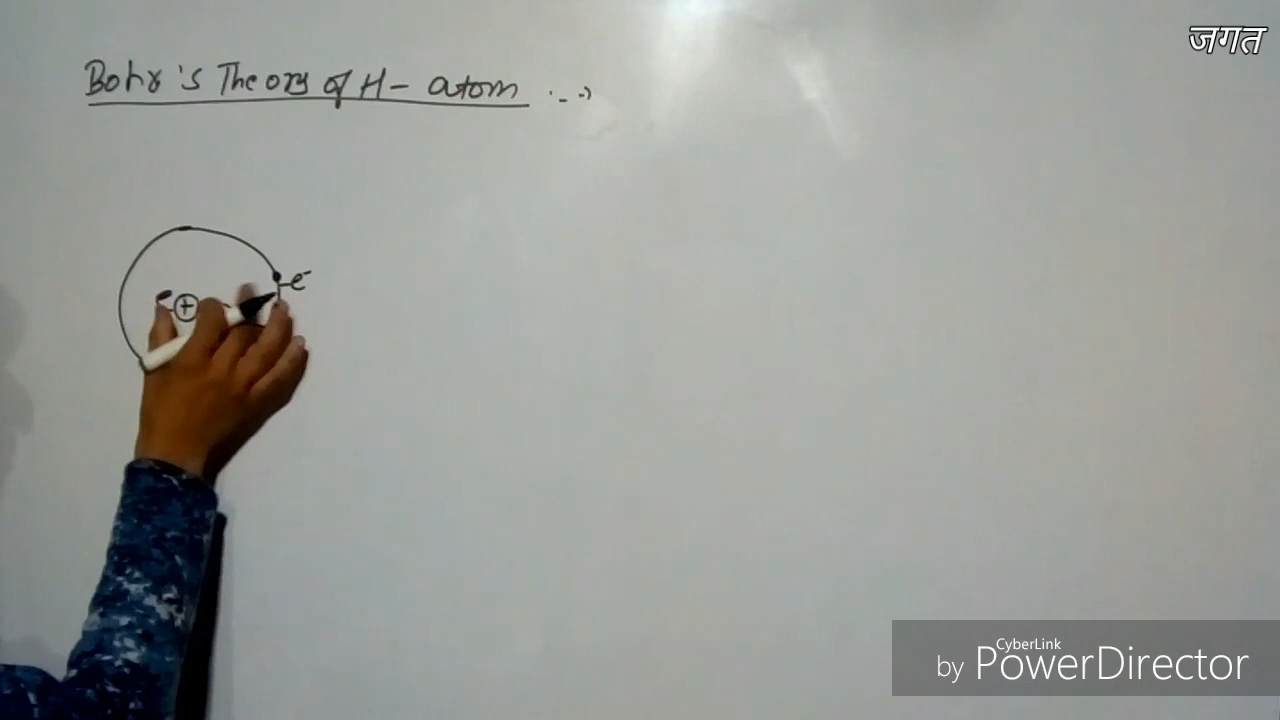 जगत
Bohr's Theory of H- atom :-→
e⁻
+
by CyberLink PowerDirector